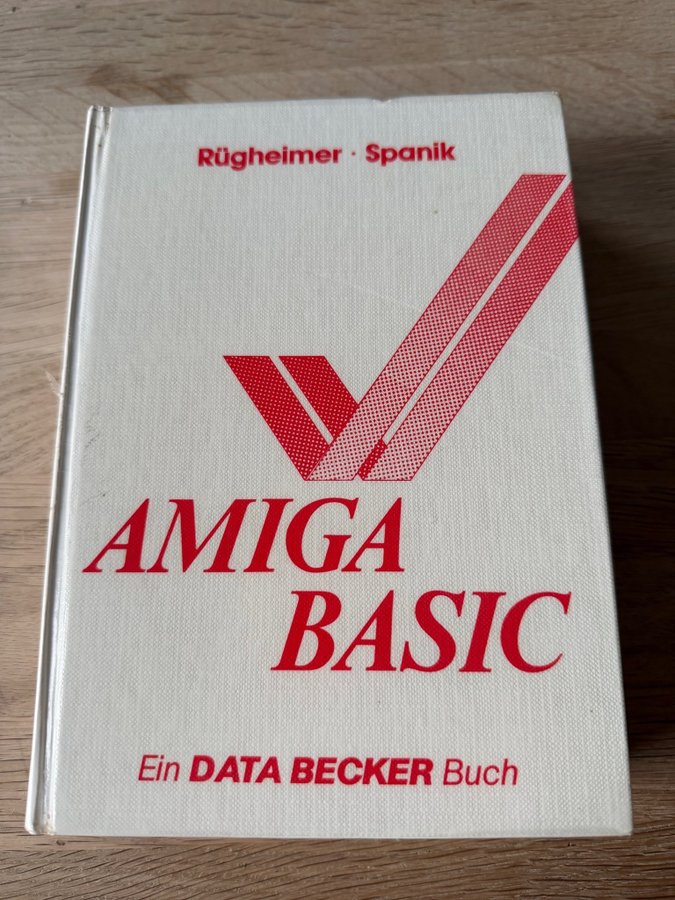 Rügheimer · Spanik
AMIGA
BASIC
Ein DATA BECKER Buch